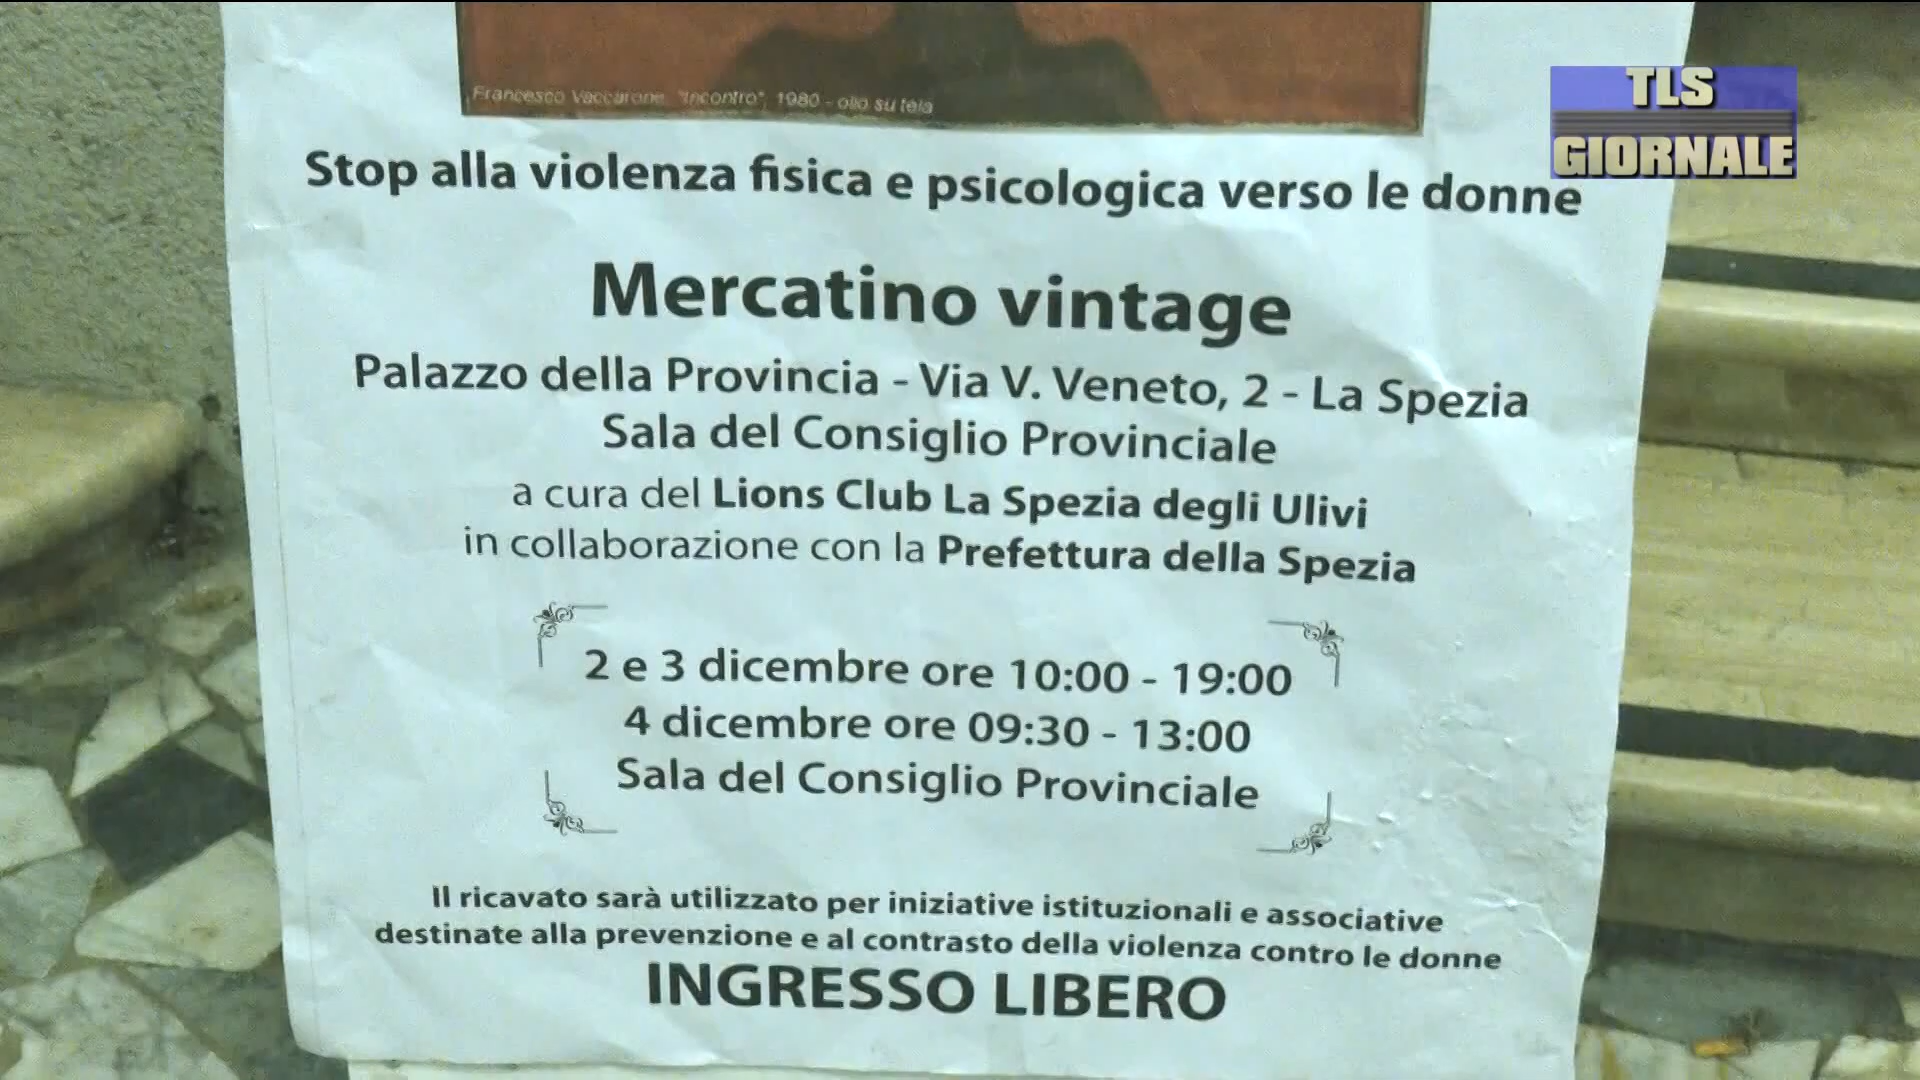 TLS
GIORNALE
Francesco Vaccarone, "Incontro", 1980 - olio su tela
Stop alla violenza fisica e psicologica verso le donne
Mercatino vintage
Palazzo della Provincia - Via V. Veneto, 2 - La Spezia
Sala del Consiglio Provinciale
a cura del Lions Club La Spezia degli Ulivi
in collaborazione con la Prefettura della Spezia
2 e 3 dicembre ore 10:00 - 19:00
4 dicembre ore 09:30 - 13:00
Sala del Consiglio Provinciale
Il ricavato sarà utilizzato per iniziative istituzionali e associative
destinate alla prevenzione e al contrasto della violenza contro le donne
INGRESSO LIBERO